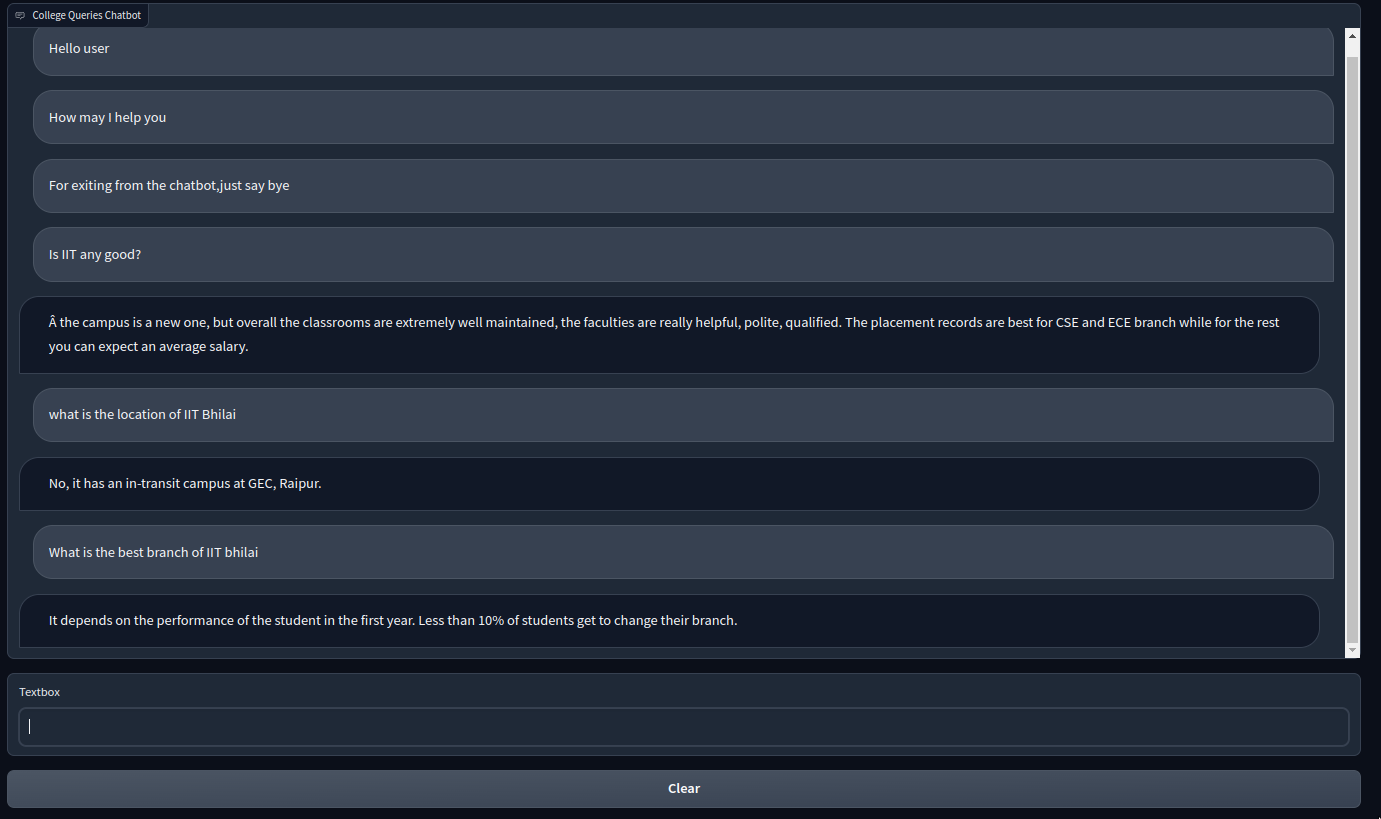 College Queries Chatbot
Hello user
How may I help you
For exiting from the chatbot,just say bye
Is IIT any good?
Â the campus is a new one, but overall the classrooms are extremely well maintained, the faculties are really helpful, polite, qualified. The placement records are best for CSE and ECE branch while for the rest
you can expect an average salary.
what is the location of IIT Bhilai
No, it has an in-transit campus at GEC, Raipur.
What is the best branch of IIT bhilai
It depends on the performance of the student in the first year. Less than 10% of students get to change their branch.
Textbox
Clear